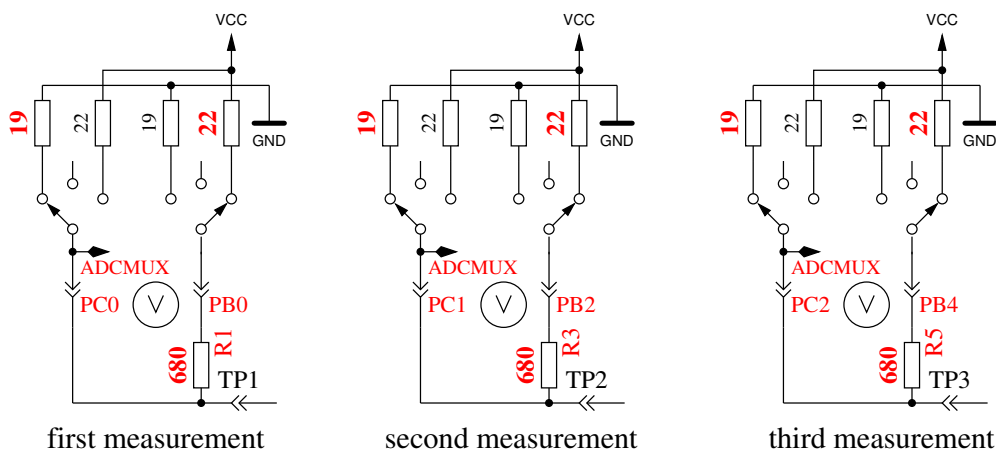 VCC
19
22
19
22
GND
ADCMUX
PC0
V
PB0
R1
680
TP1
first measurement
VCC
19
22
19
22
GND
ADCMUX
PC1
V
PB2
R3
680
TP2
second measurement
VCC
19
22
19
22
GND
ADCMUX
PC2
V
PB4
R5
680
TP3
third measurement